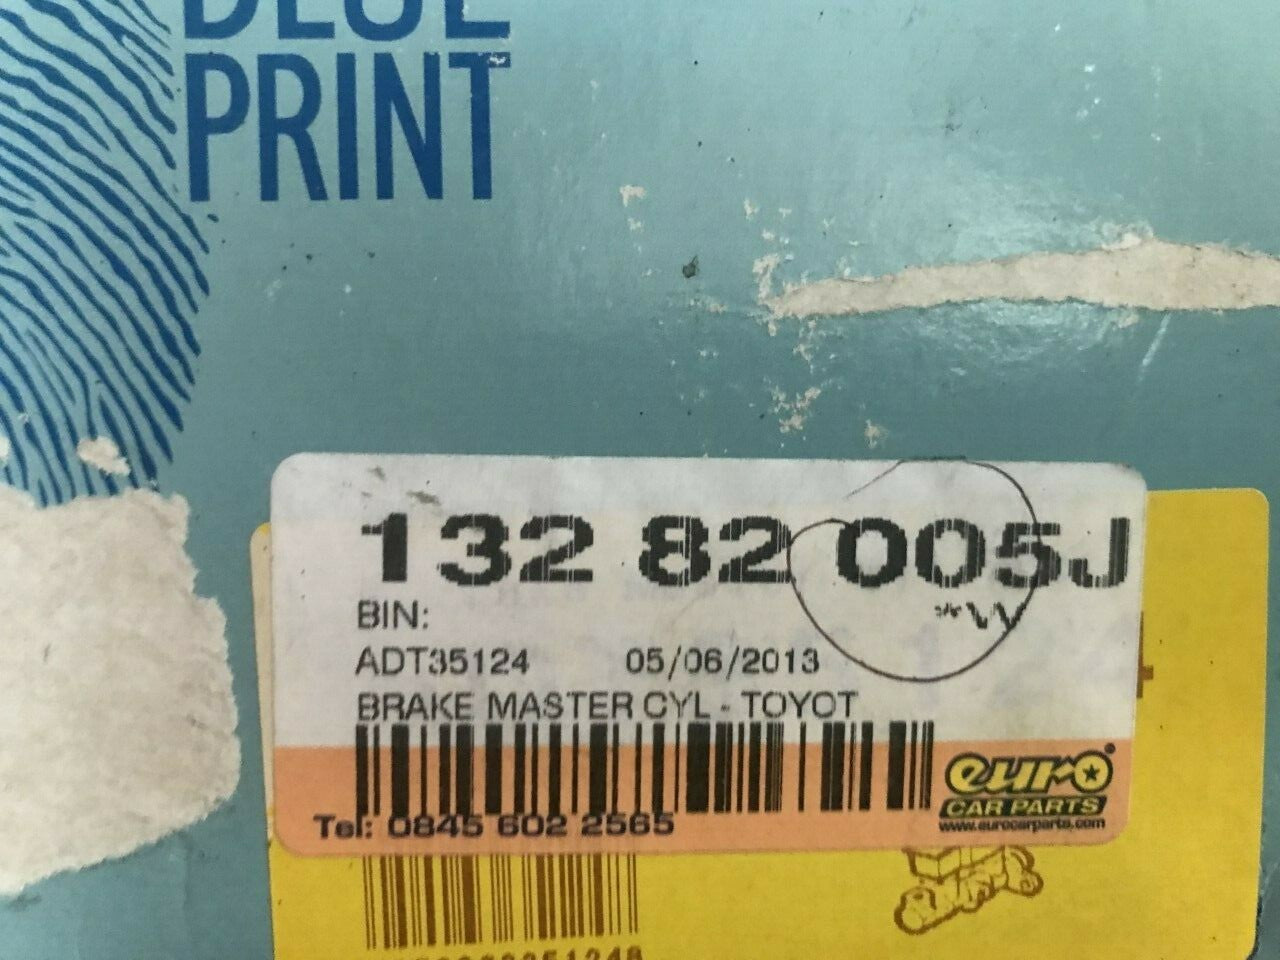 BLUE
PRINT
132 82 005J
*W
BIN:
ADT35124 05/06/2013
BRAKE MASTER CYL - TOYOT
euro
CAR PARTS
www.eurocarparts.com
Tel: 0845 602 2565